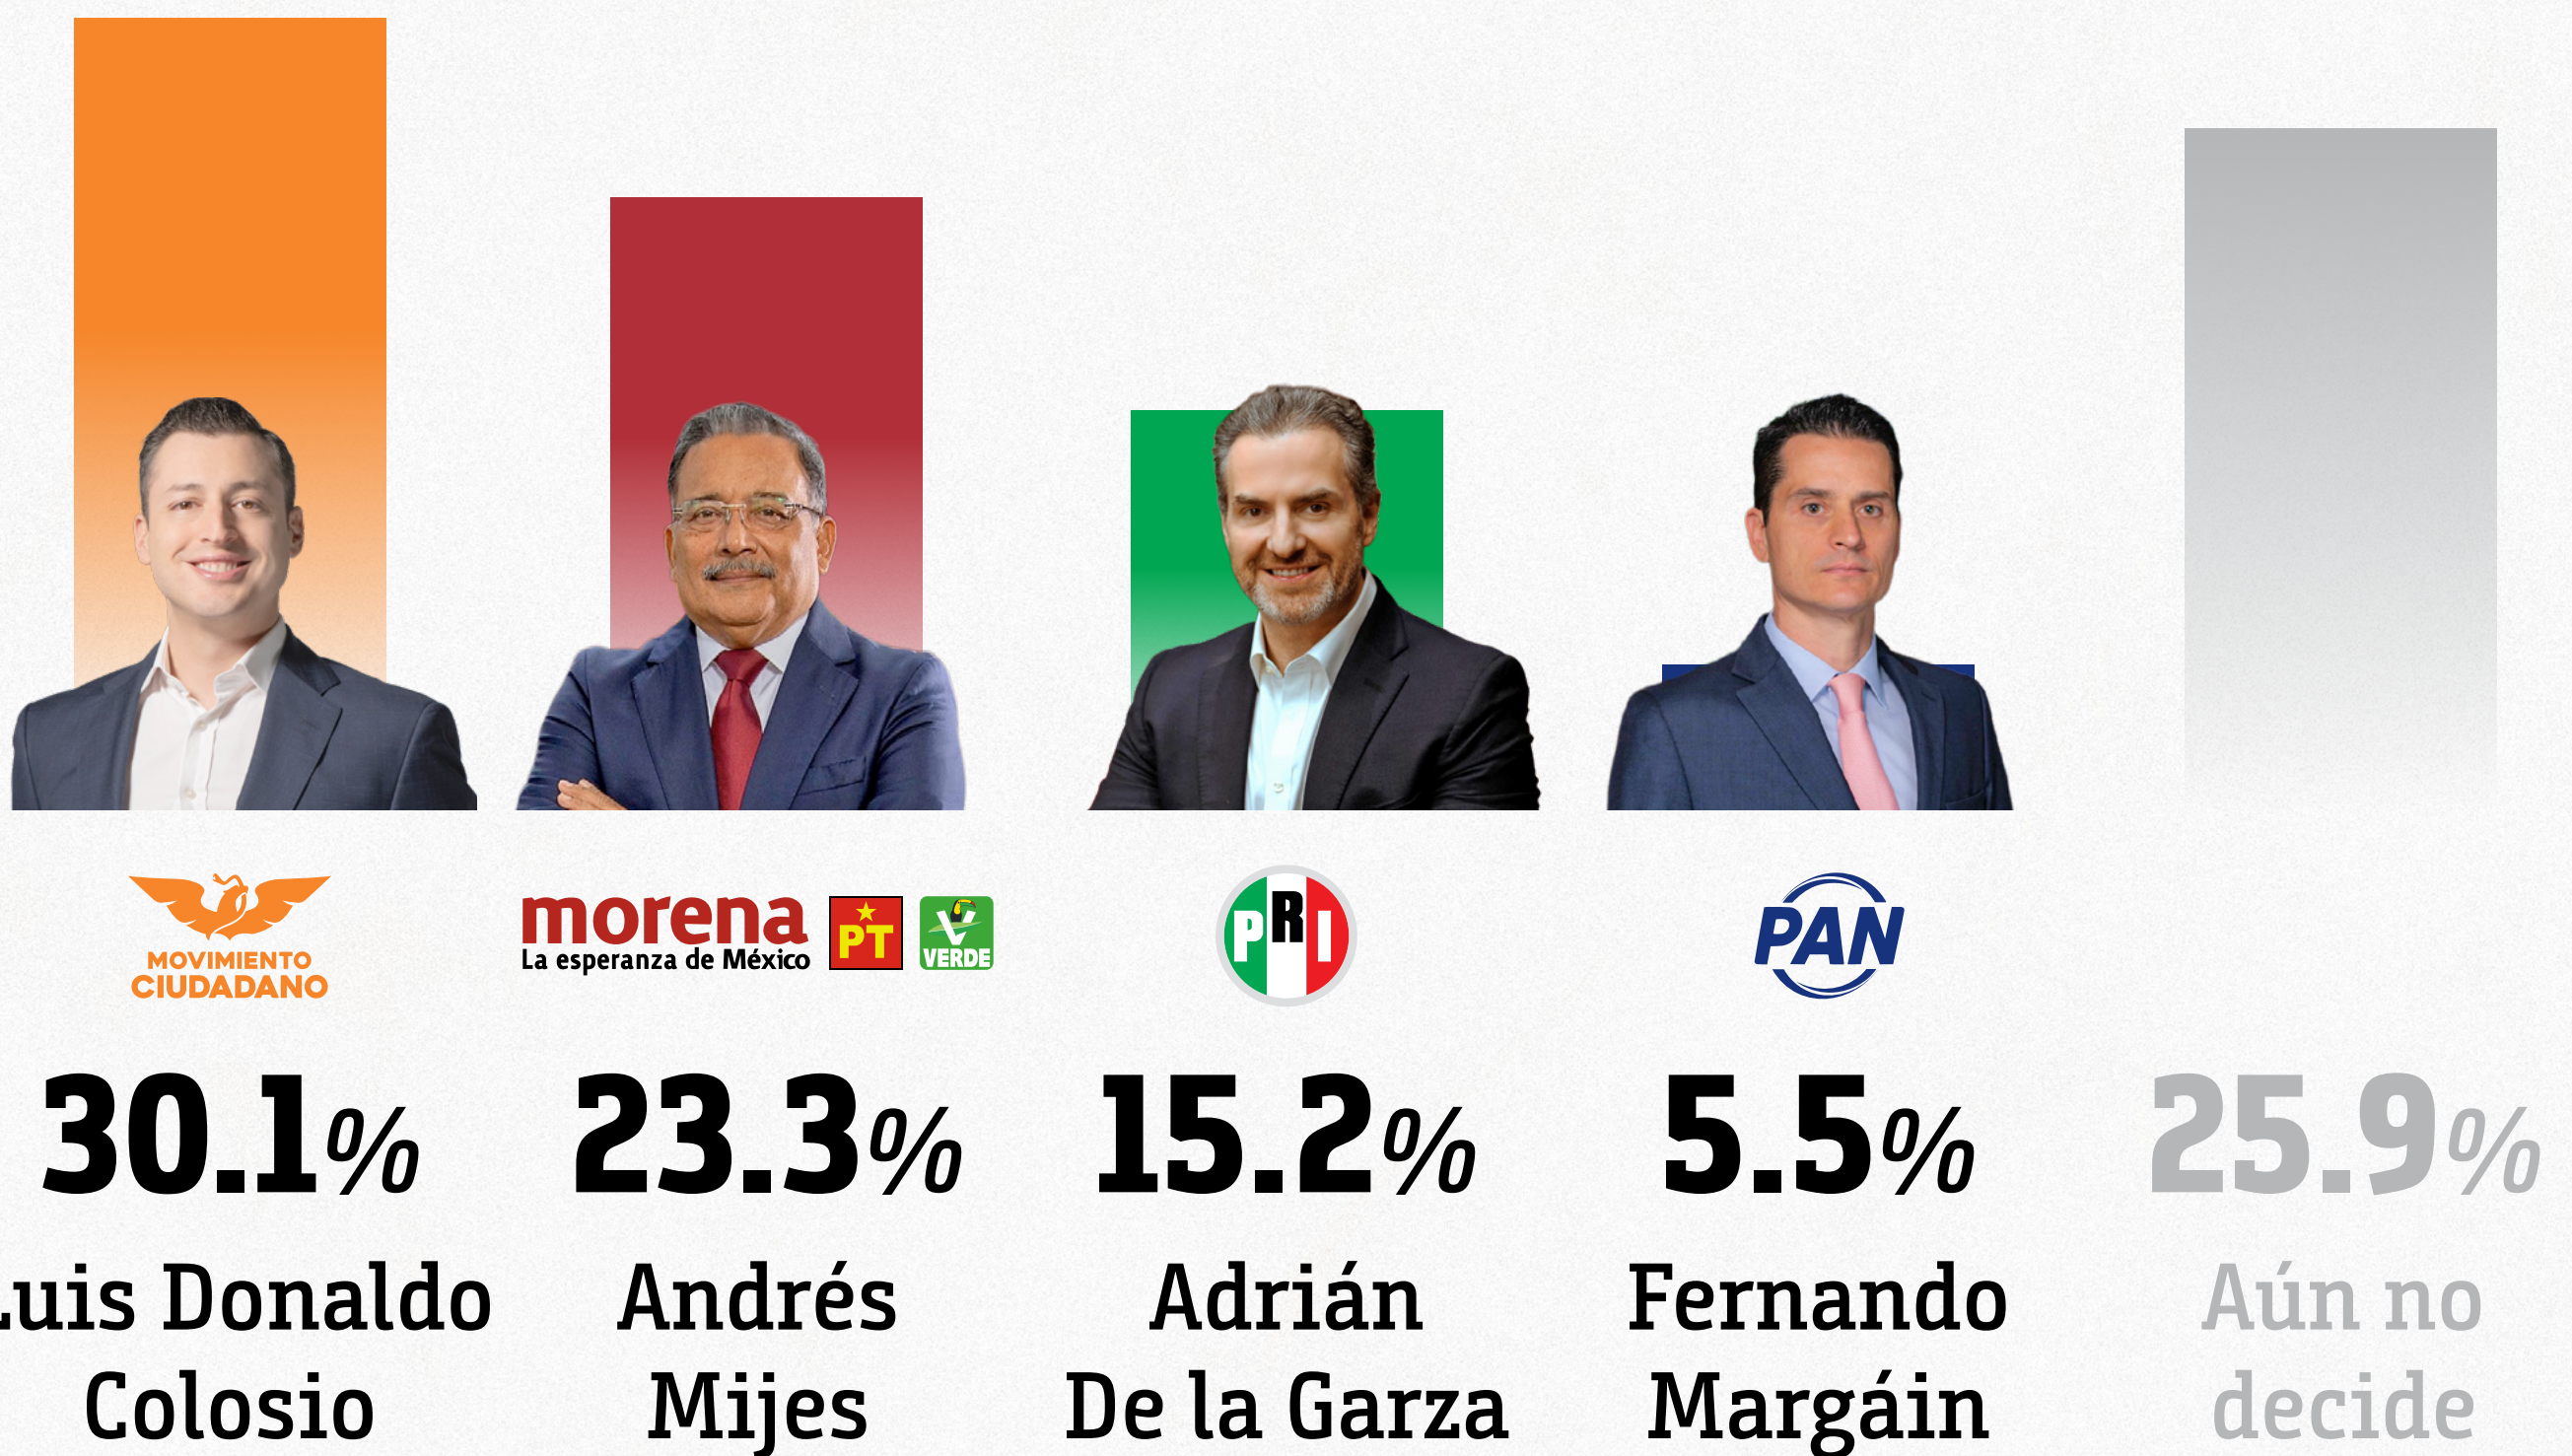 MOVIMIENTO
CIUDADANO
morena
La esperanza de México
PT
VERDE
PRI
PAN
30.1%
23.3%
15.2%
5.5%
25.9%
Luis Donaldo
Colosio
Andrés
Mijes
Adrián
De la Garza
Fernando
Margáin
Aún no
decide